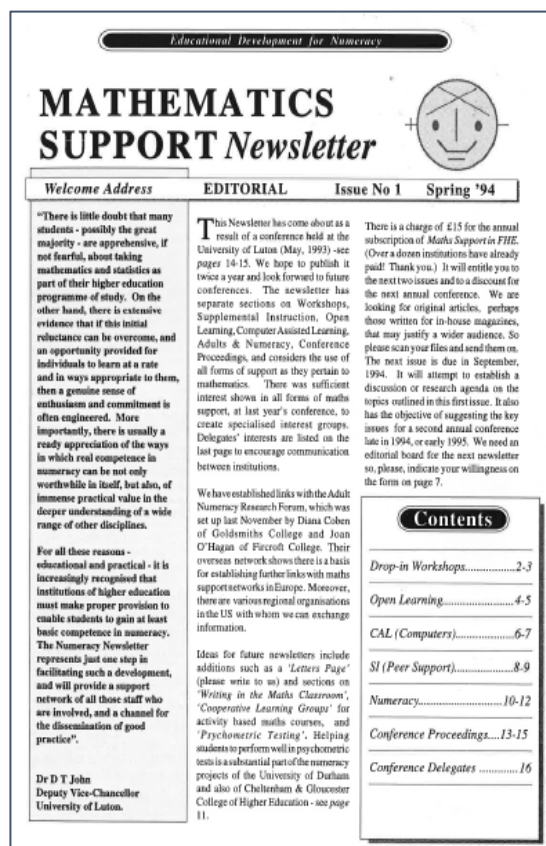 Educational Development for Numeracy
MATHEMATICS
SUPPORT Newsletter
Welcome Address
EDITORIAL
Issue No 1
Spring '94
"There is little doubt that many
students - possibly the great
majority - are apprehensive, if
not fearful, about taking
mathematics and statistics as
part of their higher education
programme of study. On the
other hand, there is extensive
evidence that if this initial
reluctance can be overcome, and
an opportunity provided for
individuals to learn at a rate
and in ways appropriate to them,
then a genuine sense of
enthusiasm and commitment is
often engineered. More
importantly, there is usually a
ready appreciation of the ways
in which real competence in
numeracy can be not only
worthwhile in itself, but also, of
immense practical value in the
deeper understanding of a wide
range of other disciplines.
For all these reasons -
educational and practical - it is
increasingly recognised that
institutions of higher education
must make proper provision to
enable students to gain at least
basic competence in numeracy.
The Numeracy Newsletter
represents just one step in
facilitating such a development,
and will provide a support
network of all those staff who
are involved, and a channel for
the dissemination of good
practice".
Dr D T John
Deputy Vice-Chancellor
University of Luton.
This Newsletter has come about as a
result of a conference held at the
University of Luton (May, 1993) -see
pages 14-15. We hope to publish it
twice a year and look forward to future
conferences. The newsletter has
separate sections on Workshops,
Supplemental Instruction, Open
Learning, Computer Assisted Learning,
Adults & Numeracy, Conference
Proceedings, and considers the use of
all forms of support as they pertain to
mathematics. There was sufficient
interest shown in all forms of maths
support, at last year's conference, to
create specialised interest groups.
Delegates' interests are listed on the
last page to encourage communication
between institutions.
We have established links with the Adult
Numeracy Research Forum, which was
set up last November by Diana Coben
of Goldsmiths College and Joan
O'Hagan of Fircroft College. Their
overseas network shows there is a basis
for establishing further links with maths
support networks in Europe. Moreover,
there are various regional organisations
in the US with whom we can exchange
information.
Ideas for future newsletters include
additions such as a 'Letters Page'
(please write to us) and sections on
'Writing in the Maths Classroom',
'Cooperative Learning Groups' for
activity based maths courses, and
'Psychometric Testing'. Helping
students to perform well in psychometric
tests is a substantial part of the numeracy
projects of the University of Durham
and also of Cheltenham & Gloucester
College of Higher Education - see page
11.
There is a charge of £15 for the annual
subscription of Maths Support in FHE.
(Over a dozen institutions have already
paid! Thank you.) It will entitle you to
the next two issues and to a discount for
the next annual conference. We are
looking for original articles, perhaps
those written for in-house magazines,
that may justify a wider audience. So
please scan your files and send them on.
The next issue is due in September,
1994. It will attempt to establish a
discussion or research agenda on the
topics outlined in this first issue. It also
has the objective of suggesting the key
issues for a second annual conference
late in 1994, or early 1995. We need an
editorial board for the next newsletter
so, please, indicate your willingness on
the form on page 7.
Contents
Drop-in Workshops...............2-3
Open Learning.....................4-5
CAL (Computers)..................6-7
SI (Peer Support)..................8-9
Numeracy.....................10-12
Conference Proceedings....13-15
Conference Delegates ............16